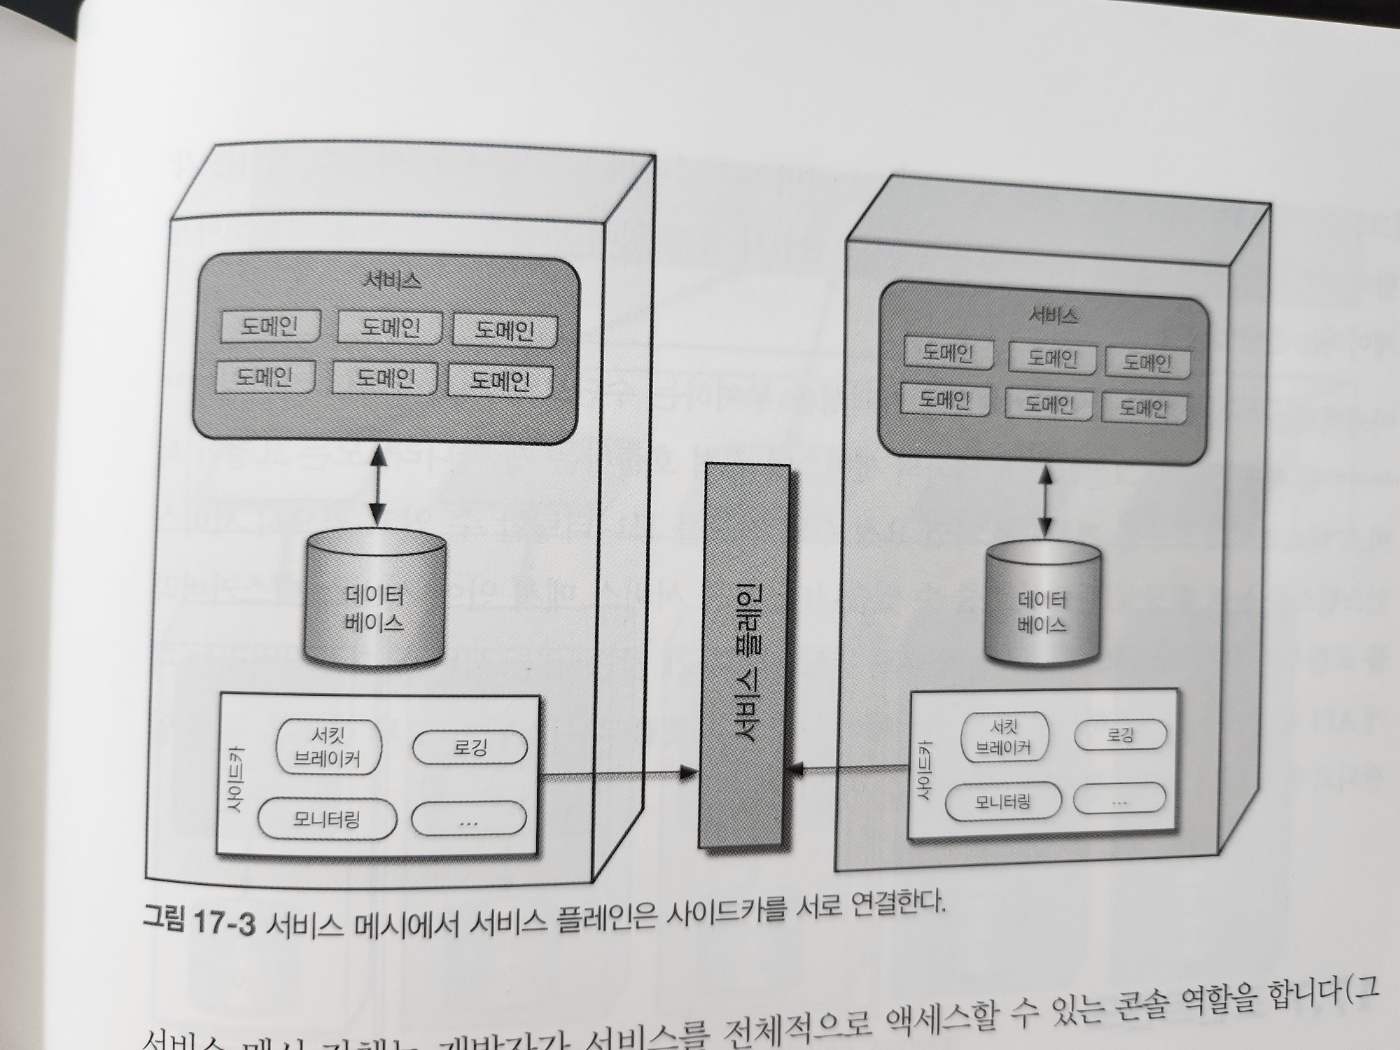 서비스
도메인 도메인 도메인
도메인 도메인 도메인
데이터
베이스
사이드카
서킷
브레이커
로깅
모니터링
...
서비스 플레인
서비스
도메인 도메인 도메인
도메인 도메인 도메인
데이터
베이스
사이드카
서킷
브레이커
로깅
모니터링
...
그림 17-3 서비스 메시에서 서비스 플레인은 사이드카를 서로 연결한다.
서비스 메시 자체는 개발자가 서비스를 전체적으로 액세스할 수 있는 콘솔 역할을 합니다(그